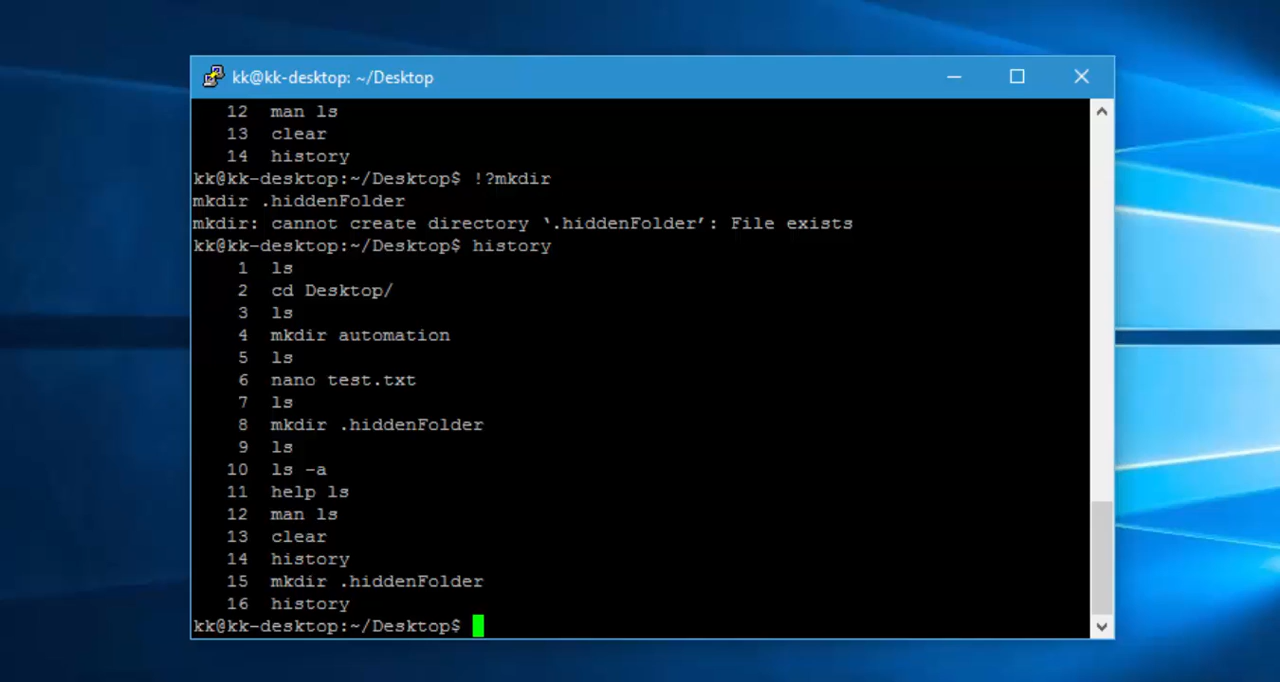 kk@kk-desktop: ~/Desktop
12 man ls
13 clear
14 history
kk@kk-desktop:~/Desktop$ !?mkdir
mkdir .hiddenFolder
mkdir: cannot create directory ‘.hiddenFolder’: File exists
kk@kk-desktop:~/Desktop$ history
1 ls
2 cd Desktop/
3 ls
4 mkdir automation
5 ls
6 nano test.txt
7 ls
8 mkdir .hiddenFolder
9 ls
10 ls -a
11 help ls
12 man ls
13 clear
14 history
15 mkdir .hiddenFolder
16 history
kk@kk-desktop:~/Desktop$